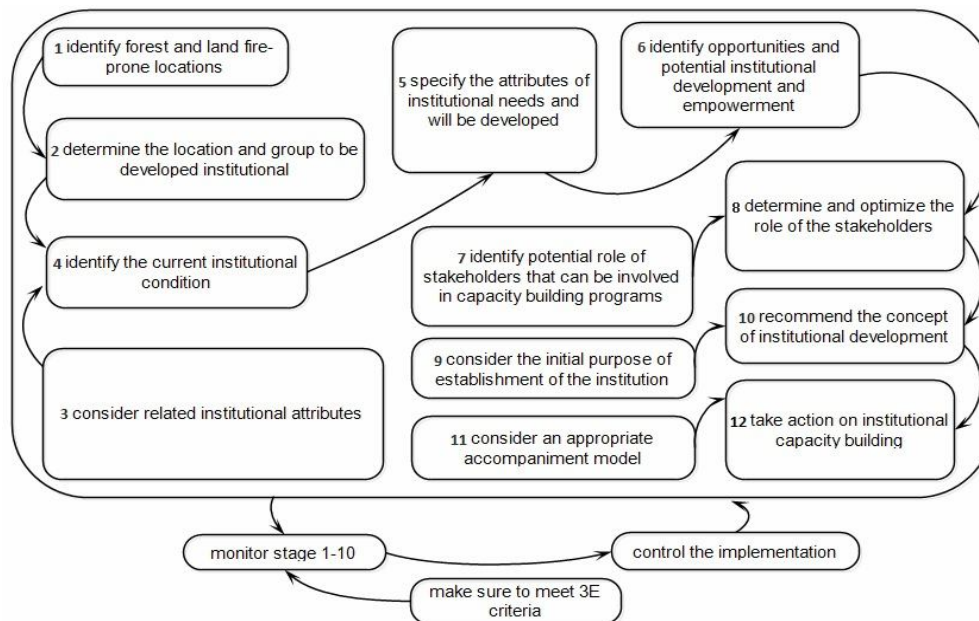 1 identify forest and land fire-
prone locations
2 determine the location and group to be
developed institutional
3 consider related institutional attributes
4 identify the current institutional
condition
5 specify the attributes of
institutional needs and
will be developed
6 identify opportunities and
potential institutional
development and
empowerment
7 identify potential role of
stakeholders that can be involved
in capacity building programs
8 determine and optimize the
role of the stakeholders
9 consider the initial purpose of
establishment of the institution
10 recommend the concept
of institutional development
11 consider an appropriate
accompaniment model
12 take action on institutional
capacity building
monitor stage 1-10
control the implementation
make sure to meet 3E
criteria